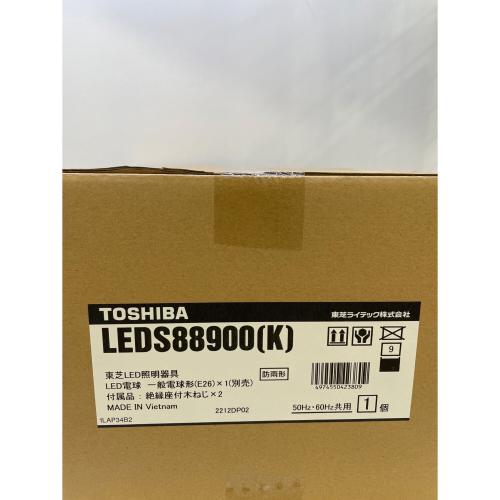 TOSHIBA
東芝ライテック株式会社
LEDS88900(K)
9
東芝LED照明器具
防雨形
LED電球 一般電球形(E26)×1(別売)
付属品：絶縁座付木ねじ×2
4974550423809
MADE IN Vietnam
2212DP02
50Hz・60Hz共用
1個
1LAP34B2